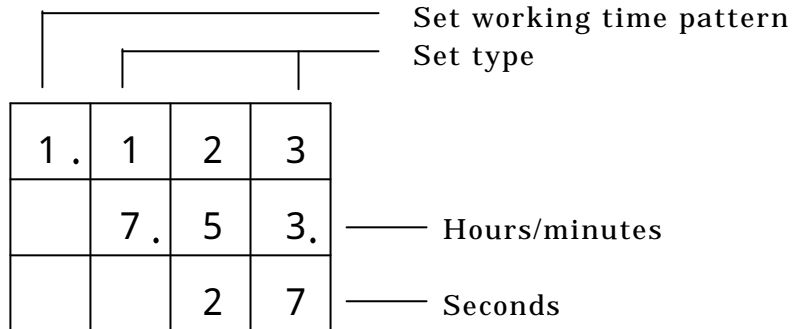 Set working time pattern
Set type
1. 1 2 3
7. 5 3. Hours/minutes
2 7 Seconds